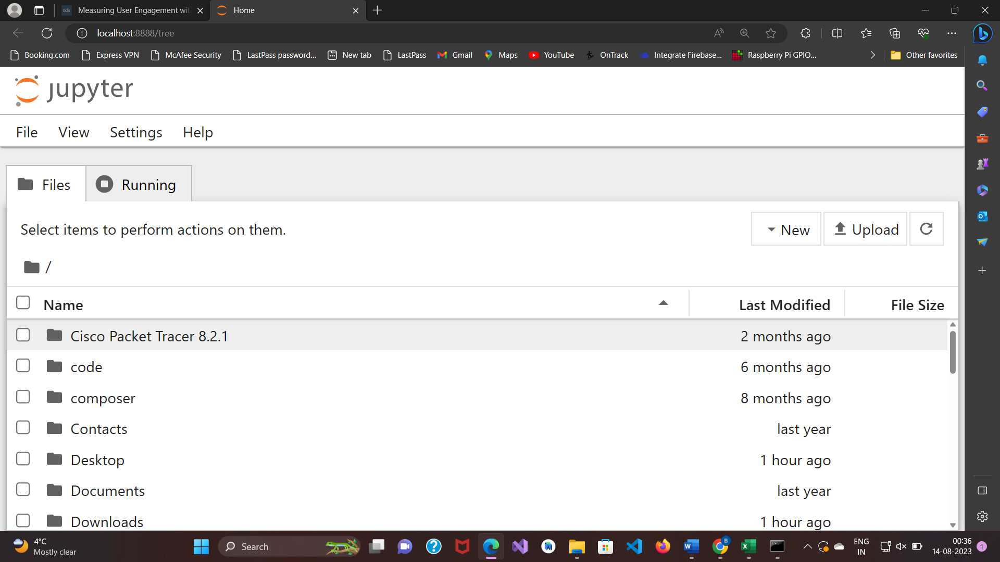 tds Measuring User Engagement wit
Home
localhost:8888/tree
Booking.com Express VPN McAfee Security LastPass password... New tab LastPass Gmail Maps YouTube OnTrack Integrate Firebase... Raspberry Pi GPIO... Other favorites
jupyter
File View Settings Help
Files Running
Select items to perform actions on them.
New Upload
/
Name Last Modified File Size
Cisco Packet Tracer 8.2.1 2 months ago
code 6 months ago
composer 8 months ago
Contacts last year
Desktop 1 hour ago
Documents last year
Downloads 1 hour ago
4°C
Mostly clear
Search
ENG
IN
00:36
14-08-2023
1